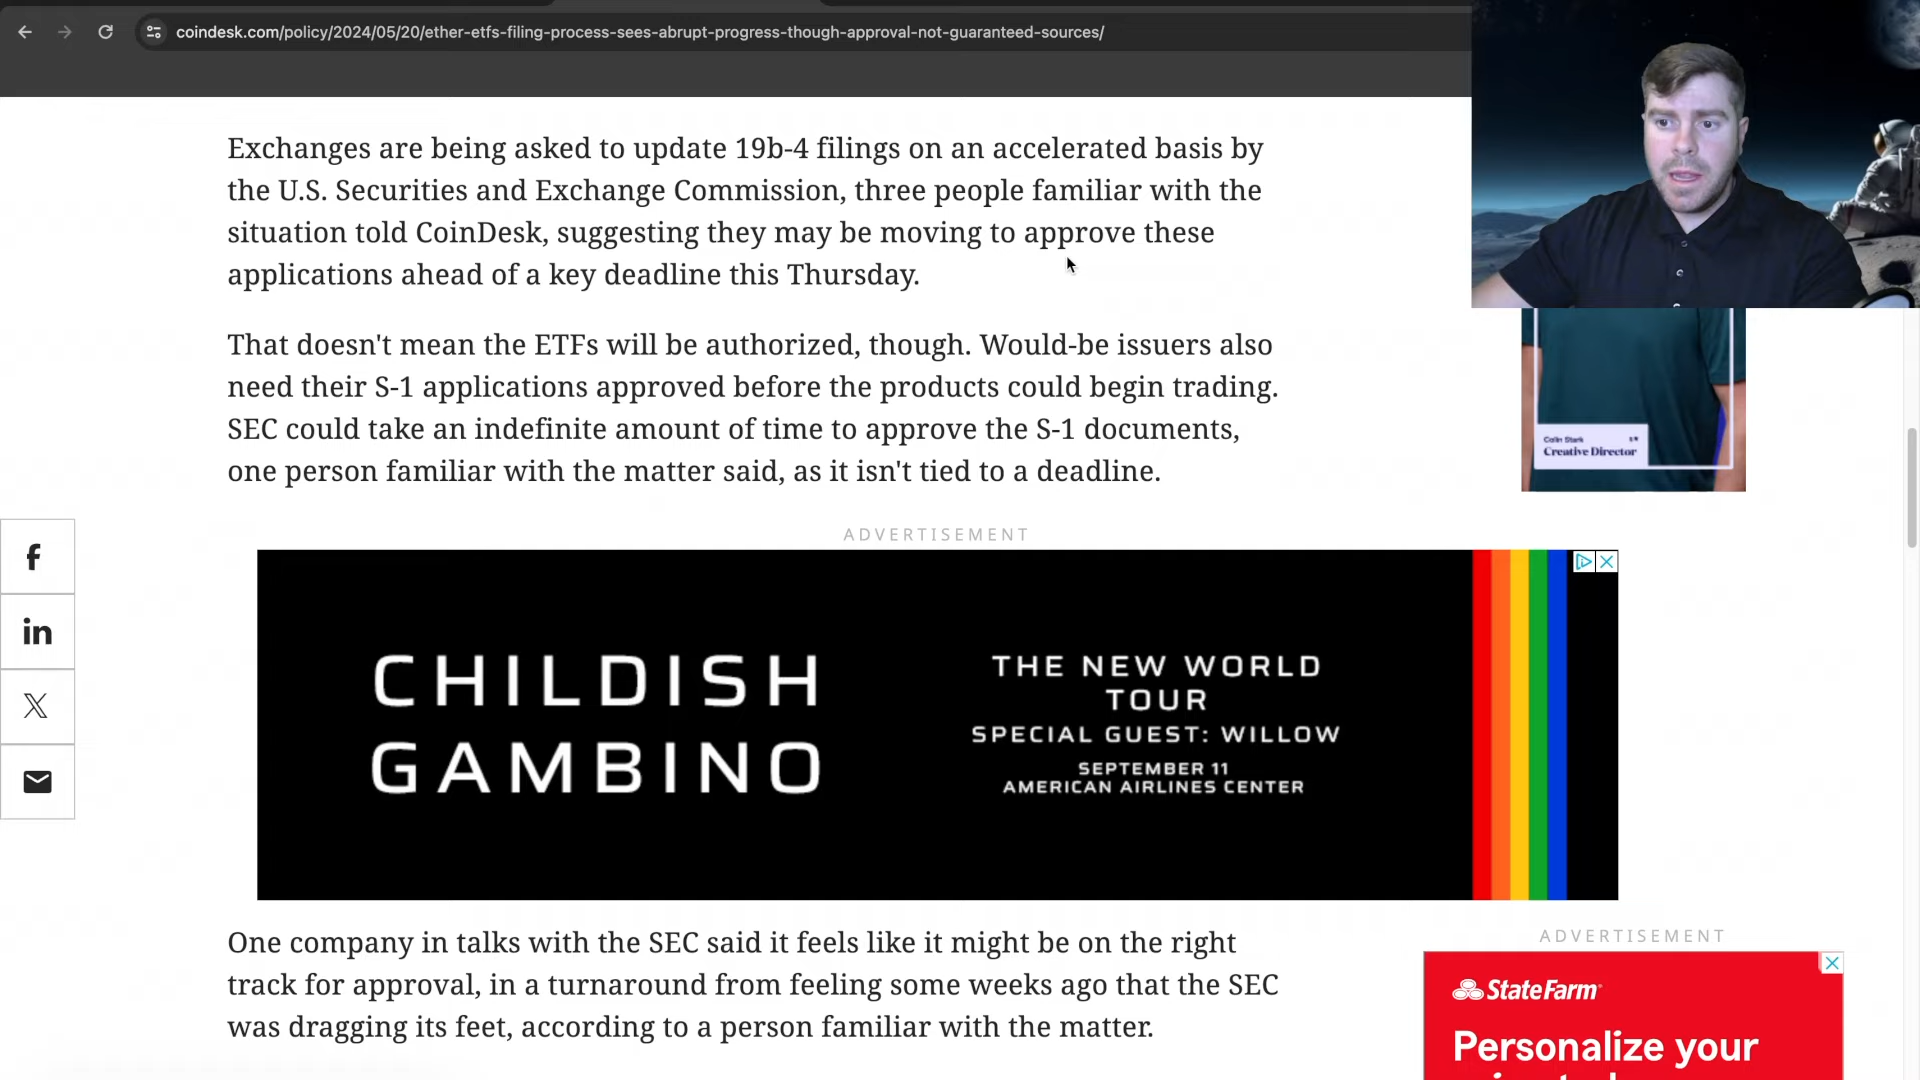 coindesk.com/policy/2024/05/20/ether-etfs-filing-process-sees-abrupt-progress-though-approval-not-guaranteed-sources/
Exchanges are being asked to update 19b-4 filings on an accelerated basis by
the U.S. Securities and Exchange Commission, three people familiar with the
situation told CoinDesk, suggesting they may be moving to approve these
applications ahead of a key deadline this Thursday.
That doesn't mean the ETFs will be authorized, though. Would-be issuers also
need their S-1 applications approved before the products could begin trading.
SEC could take an indefinite amount of time to approve the S-1 documents,
one person familiar with the matter said, as it isn't tied to a deadline.
Colin Stark
Creative Director
ADVERTISEMENT
CHILDISH
GAMBINO
THE NEW WORLD
TOUR
SPECIAL GUEST: WILLOW
SEPTEMBER 11
AMERICAN AIRLINES CENTER
One company in talks with the SEC said it feels like it might be on the right
track for approval, in a turnaround from feeling some weeks ago that the SEC
was dragging its feet, according to a person familiar with the matter.
ADVERTISEMENT
StateFarm
Personalize your